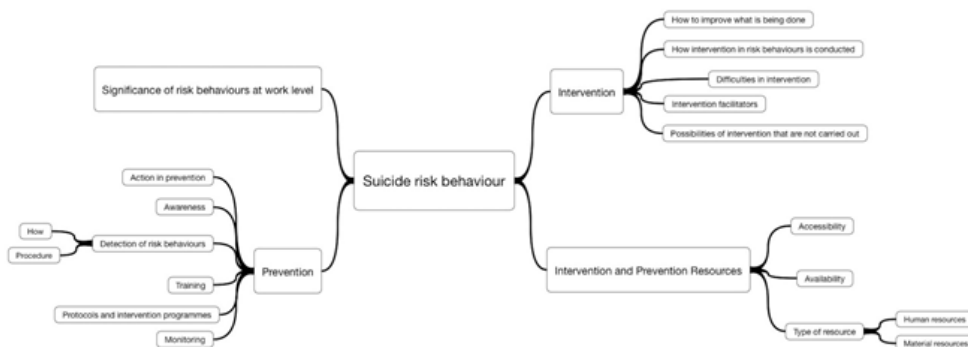 Suicide risk behaviour
Significance of risk behaviours at work level
Prevention
Action in prevention
Awareness
Detection of risk behaviours
How
Procedure
Training
Protocols and intervention programmes
Monitoring
Intervention
How to improve what is being done
How intervention in risk behaviours is conducted
Difficulties in intervention
Intervention facilitators
Possibilities of intervention that are not carried out
Intervention and Prevention Resources
Accessibility
Availability
Type of resource
Human resources
Material resources